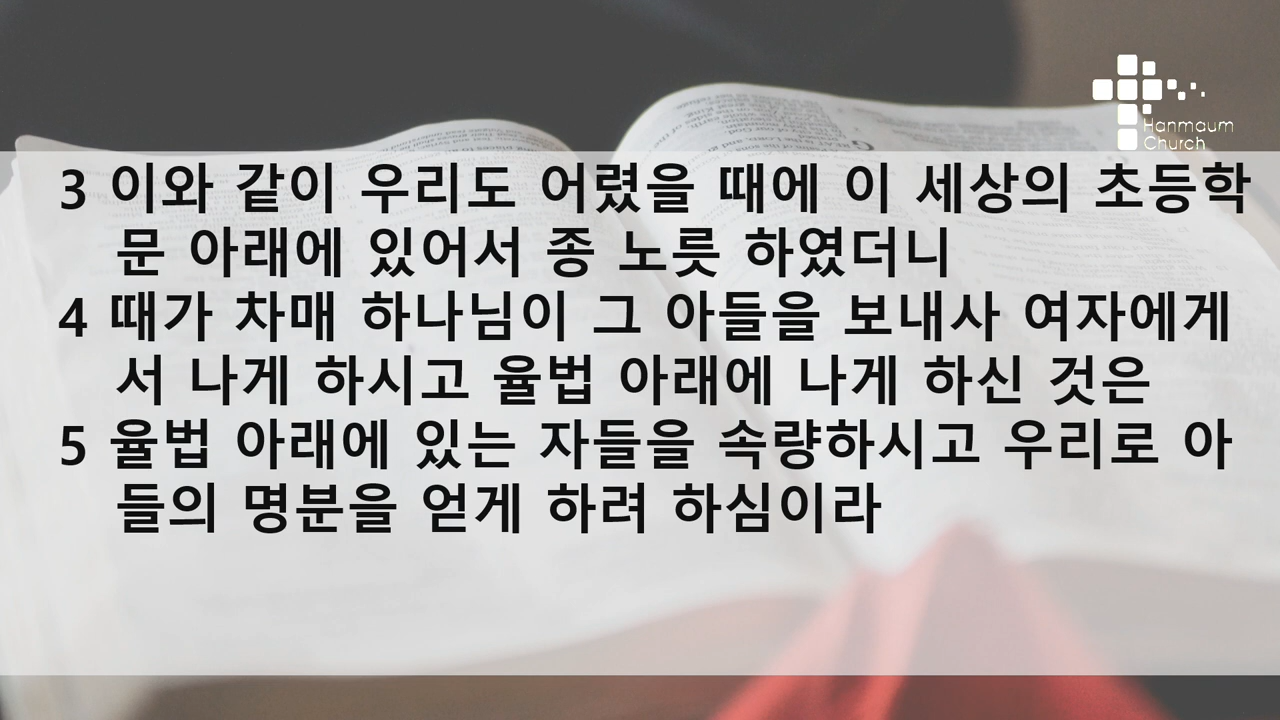 Hanmaum
Church
3 이와 같이 우리도 어렸을 때에 이 세상의 초등학
문 아래에 있어서 종 노릇 하였더니
4 때가 차매 하나님이 그 아들을 보내사 여자에게
서 나게 하시고 율법 아래에 나게 하신 것은
5 율법 아래에 있는 자들을 속량하시고 우리로 아
들의 명분을 얻게 하려 하심이라